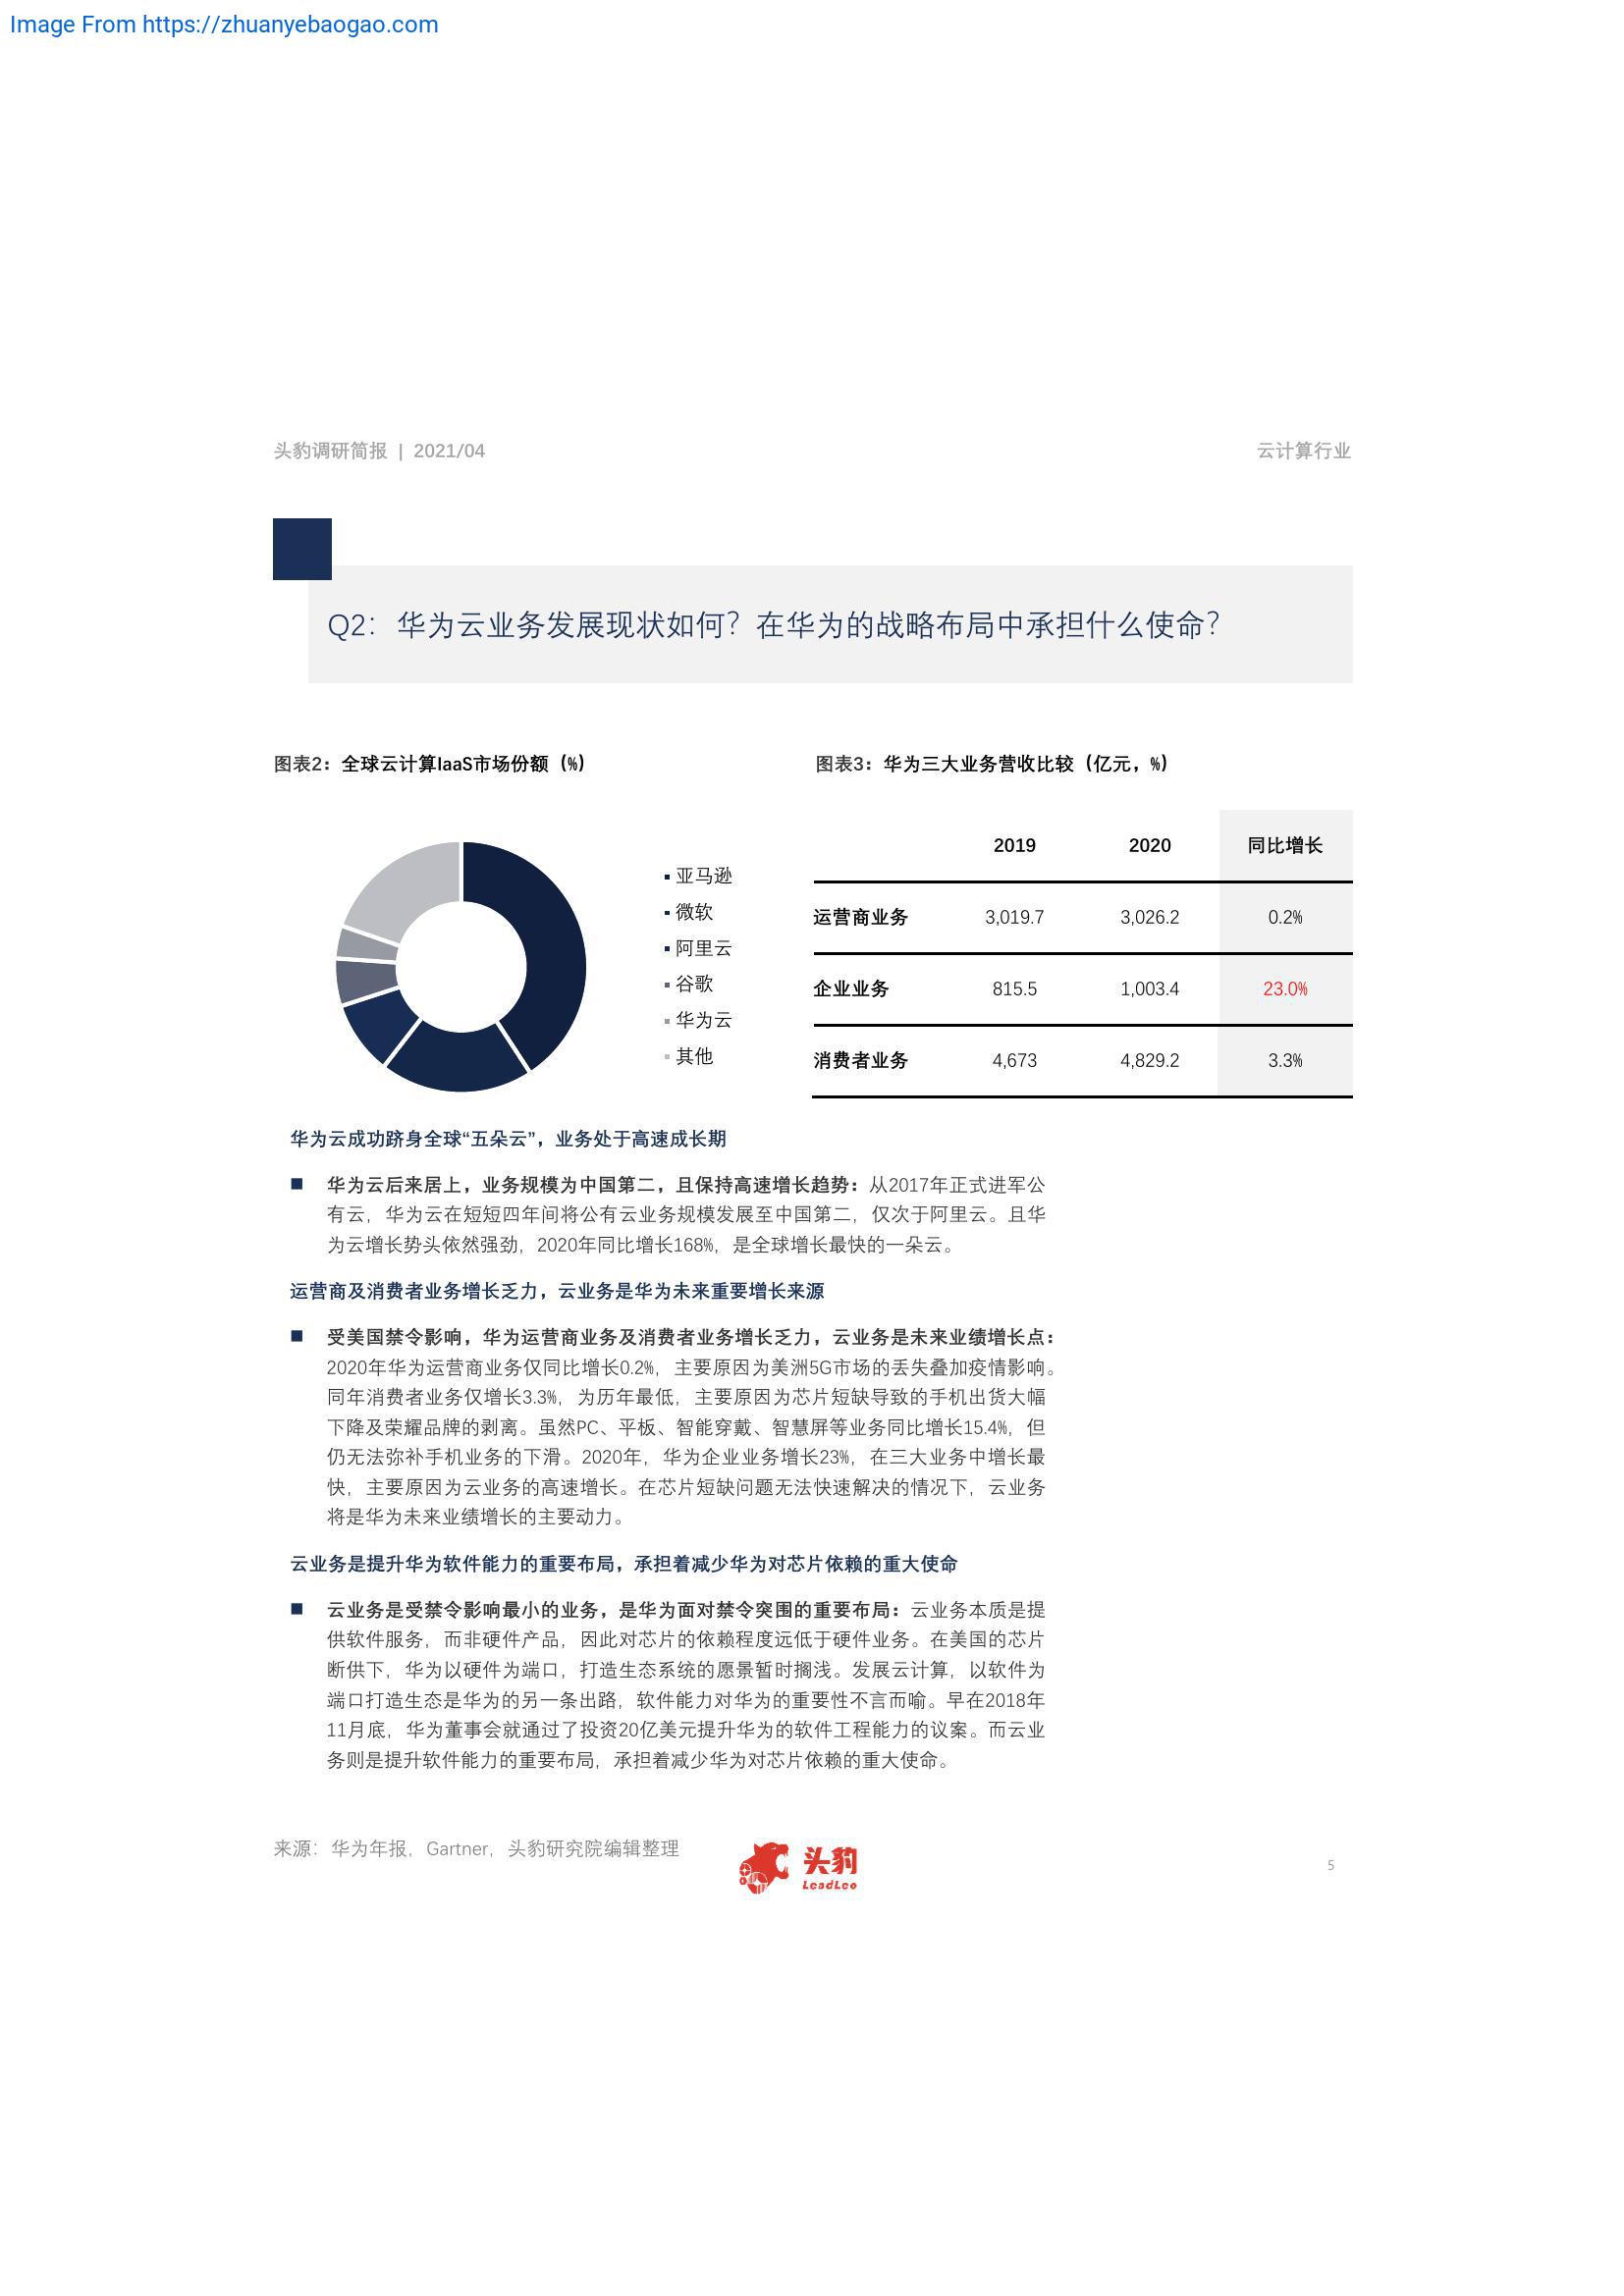 Image From https://zhuanyebaogao.com
头豹调研简报 | 2021/04
云计算行业
Q2：华为云业务发展现状如何？在华为的战略布局中承担什么使命？
图表2：全球云计算IaaS市场份额（%）
亚马逊
微软
阿里云
谷歌
华为云
其他
图表3：华为三大业务营收比较（亿元，%）
2019 2020 同比增长
运营商业务 3,019.7 3,026.2 0.2%
企业业务 815.5 1,003.4 23.0%
消费者业务 4,673 4,829.2 3.3%
华为云成功跻身全球“五朵云”，业务处于高速成长期
■ 华为云后来居上，业务规模为中国第二，且保持高速增长趋势：从2017年正式进军公
有云，华为云在短短四年间将公有云业务规模发展至中国第二，仅次于阿里云。且华
为云增长势头依然强劲，2020年同比增长168%，是全球增长最快的一朵云。
运营商及消费者业务增长乏力，云业务是华为未来重要增长来源
■ 受美国禁令影响，华为运营商业务及消费者业务增长乏力，云业务是未来业绩增长点：
2020年华为运营商业务仅同比增长0.2%，主要原因为美洲5G市场的丢失叠加疫情影响。
同年消费者业务仅增长3.3%，为历年最低，主要原因为芯片短缺导致的手机出货大幅
下降及荣耀品牌的剥离。虽然PC、平板、智能穿戴、智慧屏等业务同比增长15.4%，但
仍无法弥补手机业务的下滑。2020年，华为企业业务增长23%，在三大业务中增长最
快，主要原因为云业务的高速增长。在芯片短缺问题无法快速解决的情况下，云业务
将是华为未来业绩增长的主要动力。
云业务是提升华为软件能力的重要布局，承担着减少华为对芯片依赖的重大使命
■ 云业务是受禁令影响最小的业务，是华为面对禁令突围的重要布局：云业务本质是提
供软件服务，而非硬件产品，因此对芯片的依赖程度远低于硬件业务。在美国的芯片
断供下，华为以硬件为端口，打造生态系统的愿景暂时搁浅。发展云计算，以软件为
端口打造生态是华为的另一条出路，软件能力对华为的重要性不言而喻。早在2018年
11月底，华为董事会就通过了投资20亿美元提升华为的软件工程能力的议案。而云业
务则是提升软件能力的重要布局，承担着减少华为对芯片依赖的重大使命。
来源：华为年报，Gartner，头豹研究院编辑整理
头豹
LeadLeo
5